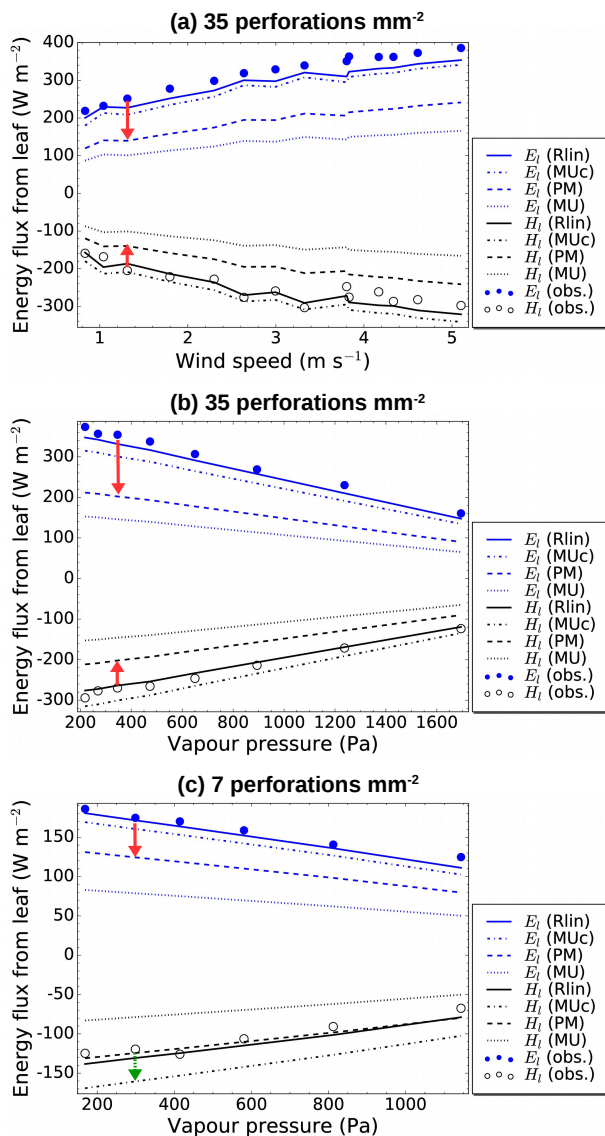 (a) 35 perforations mm-2
Energy flux from leaf (W m−2)
400
300
200
100
0
-100
-200
-300
1
2
3
4
5
Wind speed (m s−1)
El (Rlin)
El (MUc)
El (PM)
El (MU)
Hl (Rlin)
Hl (MUc)
Hl (PM)
Hl (MU)
El (obs.)
Hl (obs.)
(b) 35 perforations mm-2
Energy flux from leaf (W m−2)
300
200
100
0
-100
-200
-300
200
400
600
800
1000
1200
1400
1600
Vapour pressure (Pa)
El (Rlin)
El (MUc)
El (PM)
El (MU)
Hl (Rlin)
Hl (MUc)
Hl (PM)
Hl (MU)
El (obs.)
Hl (obs.)
(c) 7 perforations mm-2
Energy flux from leaf (W m−2)
150
100
50
0
-50
-100
-150
200
400
600
800
1000
Vapour pressure (Pa)
El (Rlin)
El (MUc)
El (PM)
El (MU)
Hl (Rlin)
Hl (MUc)
Hl (PM)
Hl (MU)
El (obs.)
Hl (obs.)